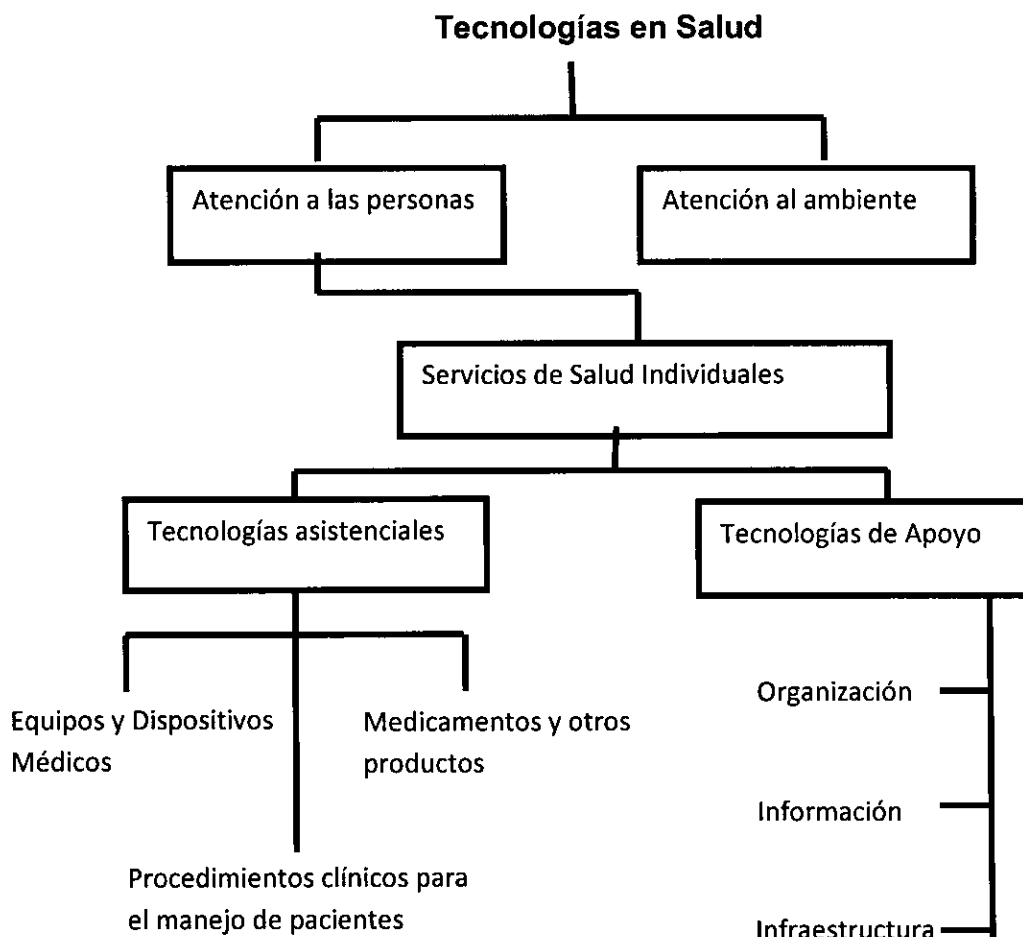 Tecnologías en Salud
Atención a las personas
Atención al ambiente
Servicios de Salud Individuales
Tecnologías asistenciales
Tecnologías de Apoyo
Equipos y Dispositivos
Médicos
Medicamentos y otros
productos
Procedimientos clínicos para
el manejo de pacientes
Organización
Información
Infraestructura